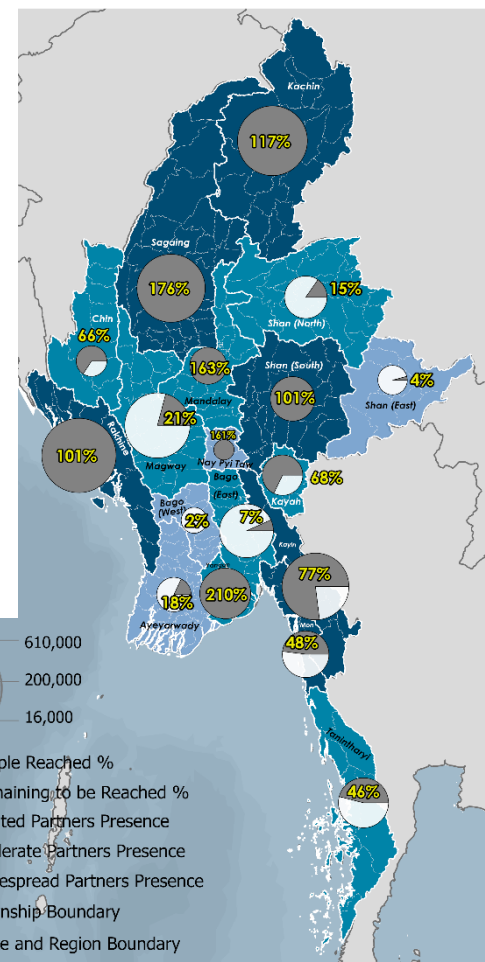 Kachin
117%
Sagaing
176%
15%
Shan (North)
Chin
66%
163%
Mandalay
Shan (South)
101%
4%
Shan (East)
21%
Magway
Rakhine
101%
161%
Nay Pyi Taw
Bago
(East)
68%
Kayah
Bago
(West)
2%
7%
Kayin
77%
18%
Ayeyarwady
210%
Mon
48%
Tanintharyi
46%
610,000
200,000
16,000
ple Reached %
naining to be Reached %
ted Partners Presence
derate Partners Presence
espread Partners Presence
nship Boundary
e and Region Boundary